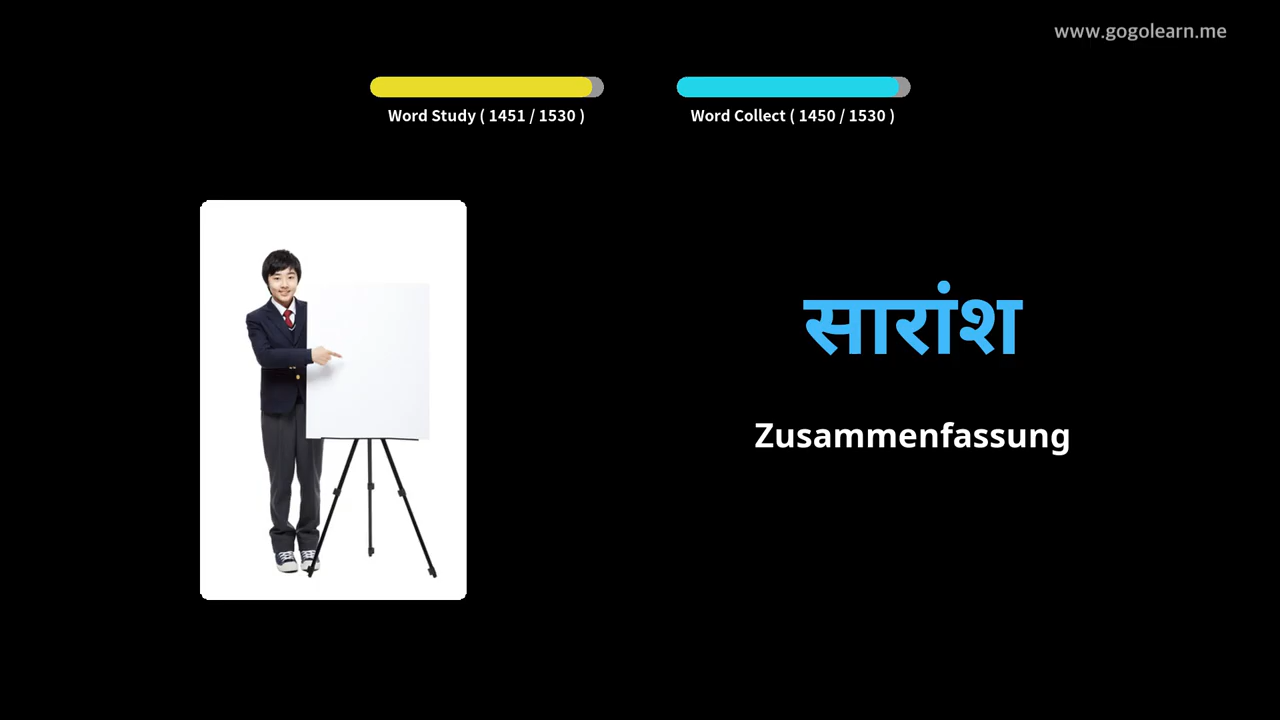 www.gogolearn.me
Word Study ( 1451 / 1530 )
Word Collect ( 1450 / 1530 )
सारांश
Zusammenfassung